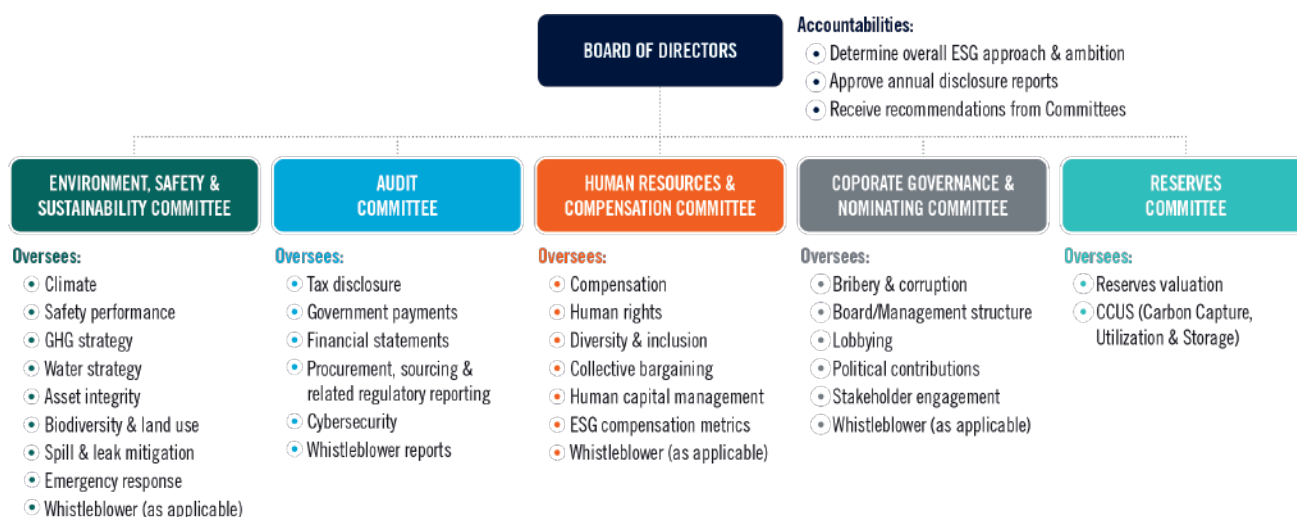 BOARD OF DIRECTORS
Accountabilities:
Determine overall ESG approach & ambition
Approve annual disclosure reports
Receive recommendations from Committees
ENVIRONMENT, SAFETY &
SUSTAINABILITY COMMITTEE
Oversees:
Climate
Safety performance
GHG strategy
Water strategy
Asset integrity
Biodiversity & land use
Spill & leak mitigation
Emergency response
Whistleblower (as applicable)
AUDIT
COMMITTEE
Oversees:
Tax disclosure
Government payments
Financial statements
Procurement, sourcing &
related regulatory reporting
Cybersecurity
Whistleblower reports
HUMAN RESOURCES &
COMPENSATION COMMITTEE
Oversees:
Compensation
Human rights
Diversity & inclusion
Collective bargaining
Human capital management
ESG compensation metrics
Whistleblower (as applicable)
COPORATE GOVERNANCE &
NOMINATING COMMITTEE
Oversees:
Bribery & corruption
Board/Management structure
Lobbying
Political contributions
Stakeholder engagement
Whistleblower (as applicable)
RESERVES
COMMITTEE
Oversees:
Reserves valuation
CCUS (Carbon Capture,
Utilization & Storage)